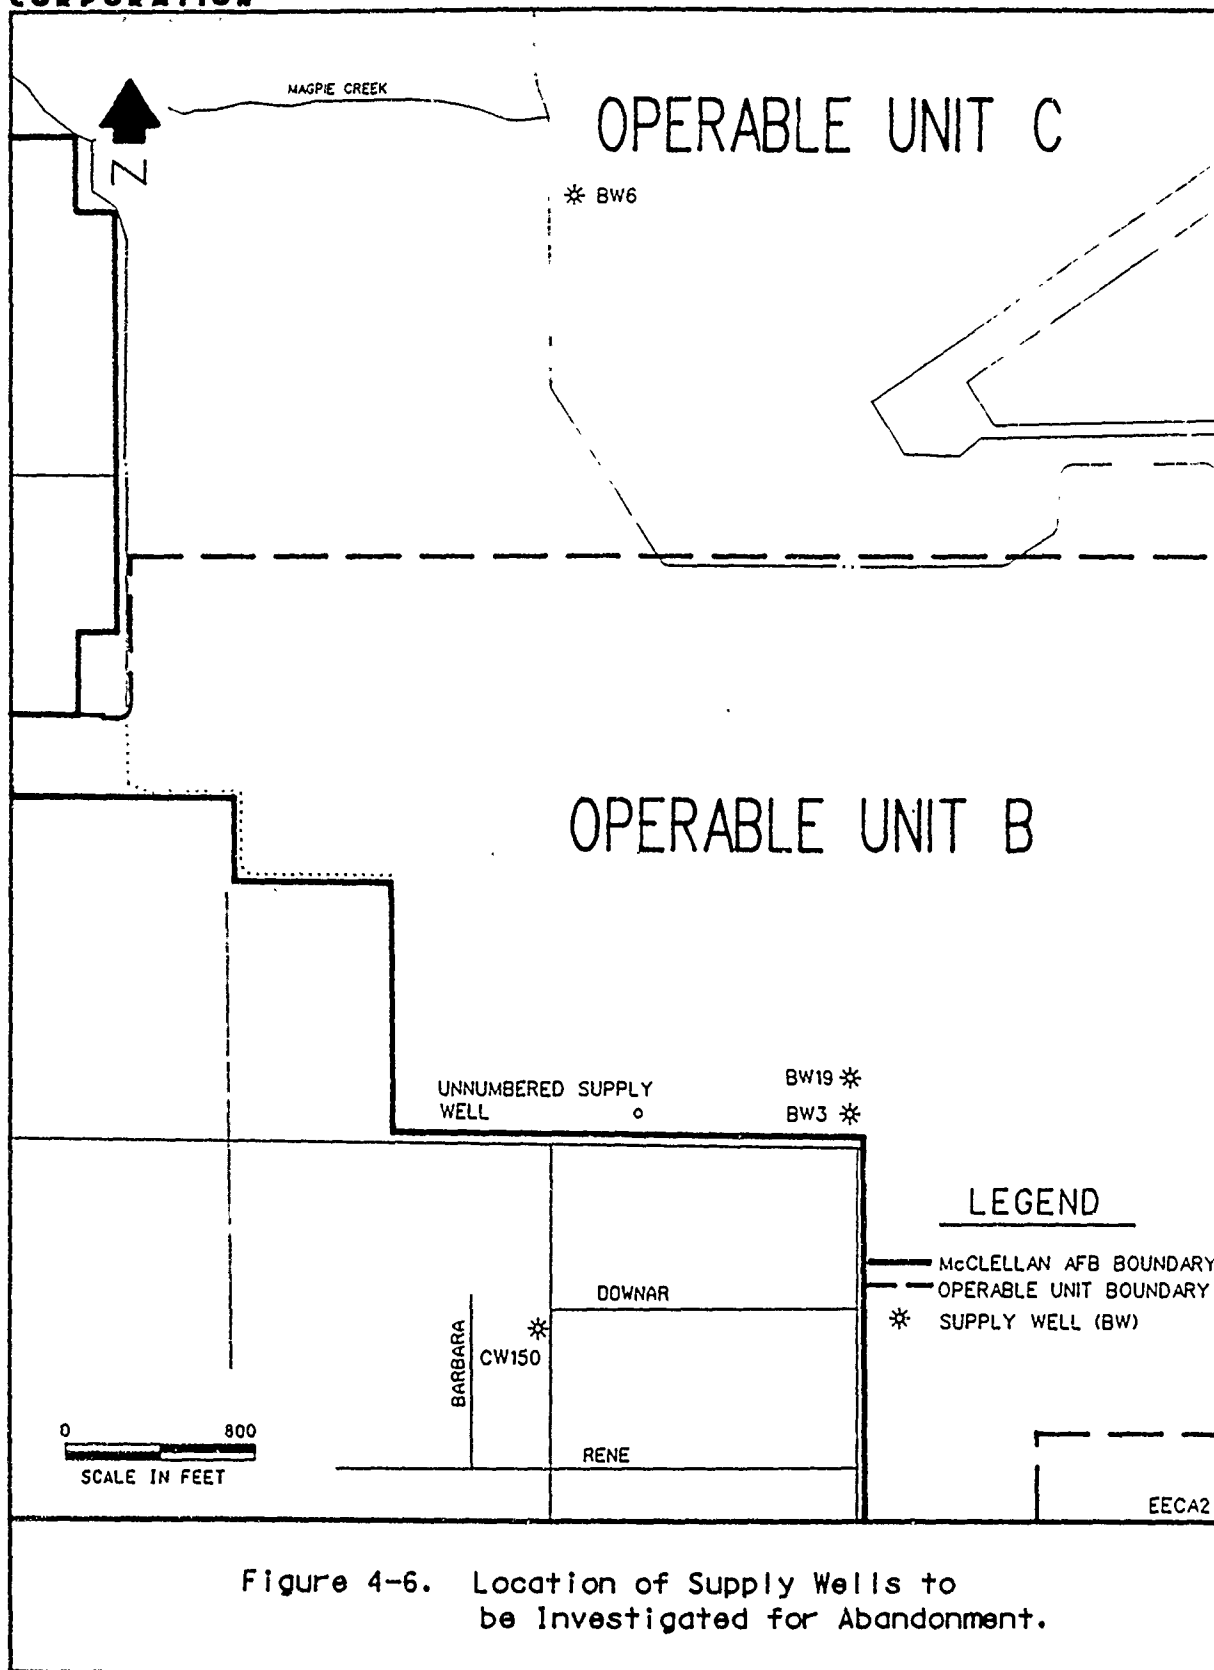 CORPORATION
MAGPIE CREEK
OPERABLE UNIT C
N
BW6
OPERABLE UNIT B
UNNUMBERED SUPPLY
WELL
BW19
BW3
LEGEND
McCLELLAN AFB BOUNDARY
OPERABLE UNIT BOUNDARY
SUPPLY WELL (BW)
DOWNAR
BARBARA
CW150
RENE
0 800
SCALE IN FEET
EECA2
Figure 4-6. Location of Supply Wells to
be Investigated for Abandonment.